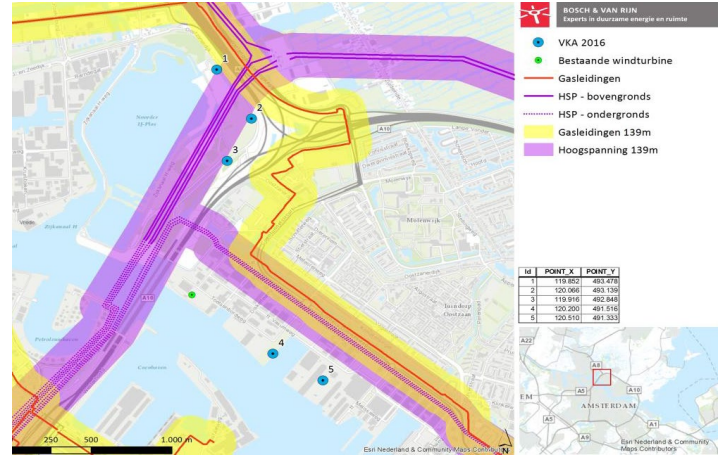 BOSCH & VAN RIJN
Experts in duurzame energie en ruimte
VKA 2016
Bestaande windturbine
Gasleidingen
HSP - bovengronds
HSP - ondergronds
Gasleidingen 139m
Hoogspanning 139m
1
2
3
4
5
A10
A10
Molenwijk
Id POINT_X POINT_Y
1 119.852 493.478
2 120.066 493.139
3 119.916 492.848
4 120.200 491.516
5 120.510 491.333
A22
A8
A5
A10
EM
AMSTERDAM
A5
A9
A1
Esri Nederland & Community
Maps Contributors
250 500 1.000 m
Esri Nederland & Community Maps Contributors
N